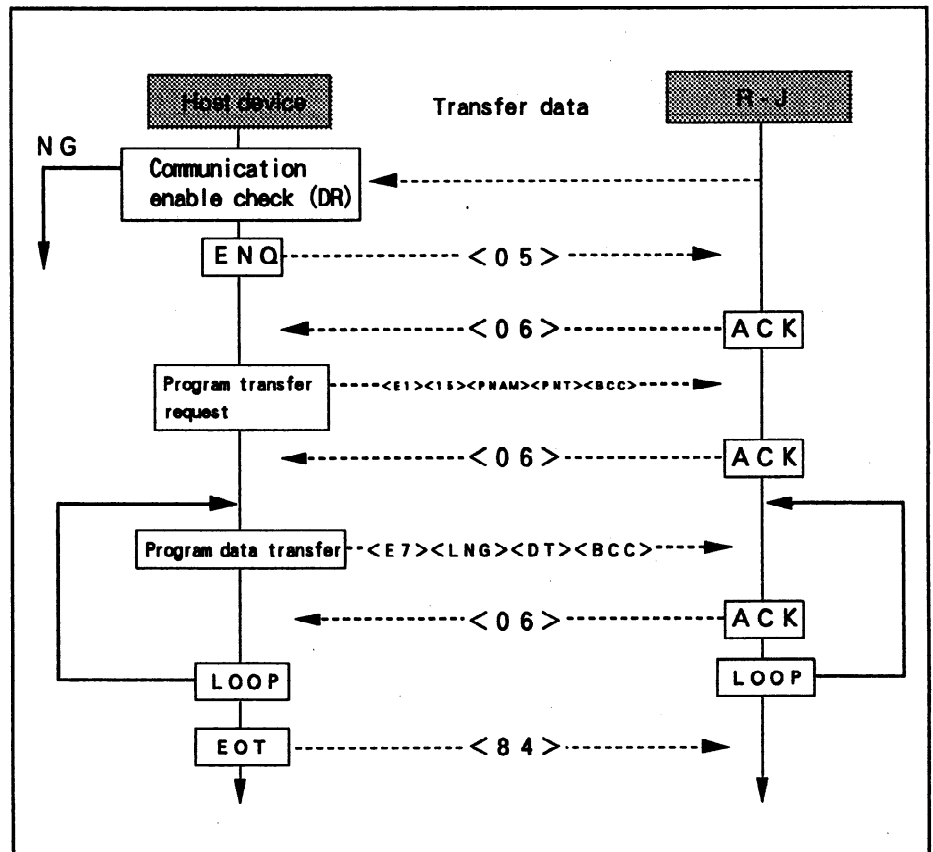 Host device
Transfer data
R-J
NG
Communication
enable check (DR)
ENQ
<05>
<06>
ACK
Program transfer
request
<E1><15><PNAM><PNT><BCC>
<06>
ACK
Program data transfer
<E7><LNG><DT><BCC>
<06>
ACK
LOOP
LOOP
EOT
<84>